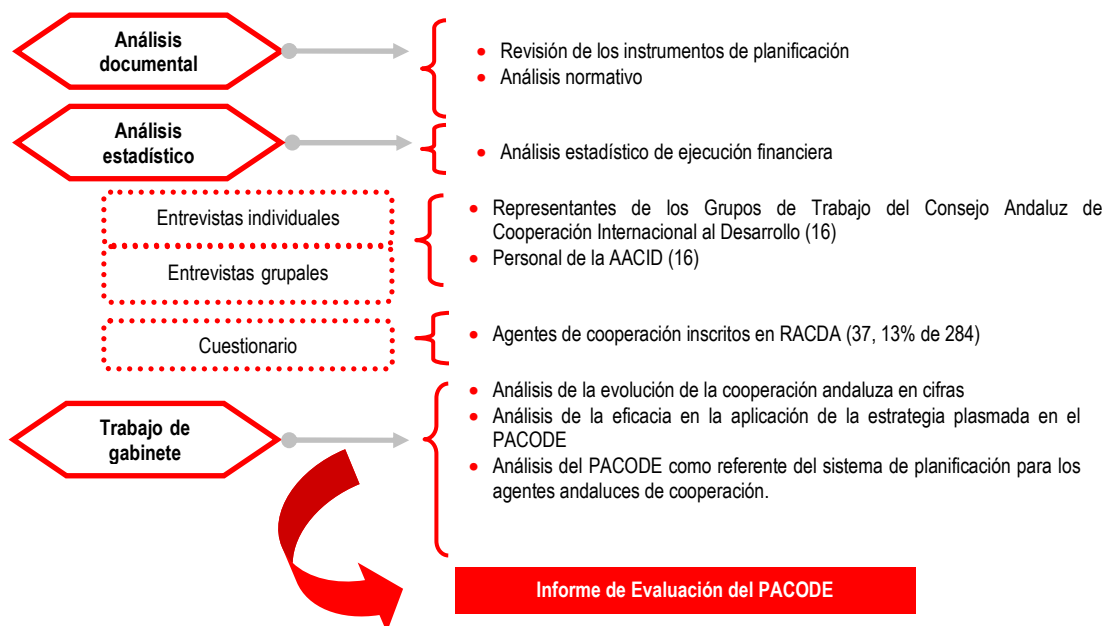 Análisis
documental
• Revisión de los instrumentos de planificación
• Análisis normativo
Análisis
estadístico
• Análisis estadístico de ejecución financiera
Entrevistas individuales
Entrevistas grupales
• Representantes de los Grupos de Trabajo del Consejo Andaluz de
Cooperación Internacional al Desarrollo (16)
• Personal de la AACID (16)
Cuestionario
• Agentes de cooperación inscritos en RACDA (37, 13% de 284)
Trabajo de
gabinete
• Análisis de la evolución de la cooperación andaluza en cifras
• Análisis de la eficacia en la aplicación de la estrategia plasmada en el
PACODE
• Análisis del PACODE como referente del sistema de planificación para los
agentes andaluces de cooperación.
Informe de Evaluación del PACODE